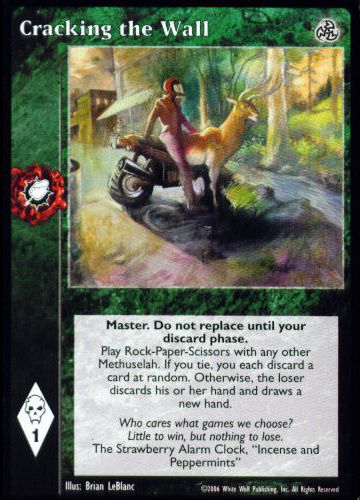 Cracking the Wall
Master. Do not replace until your
discard phase.
Play Rock-Paper-Scissors with any other
Methuselah. If you tie, you each discard a
card at random. Otherwise, the loser
discards his or her hand and draws a
new hand.
Who cares what games we choose?
Little to win, but nothing to lose.
The Strawberry Alarm Clock, "Incense and
Peppermints"
1
Illus: Brian LeBlanc
©2006 White Wolf Publishing, Inc. All Rights Reserved.